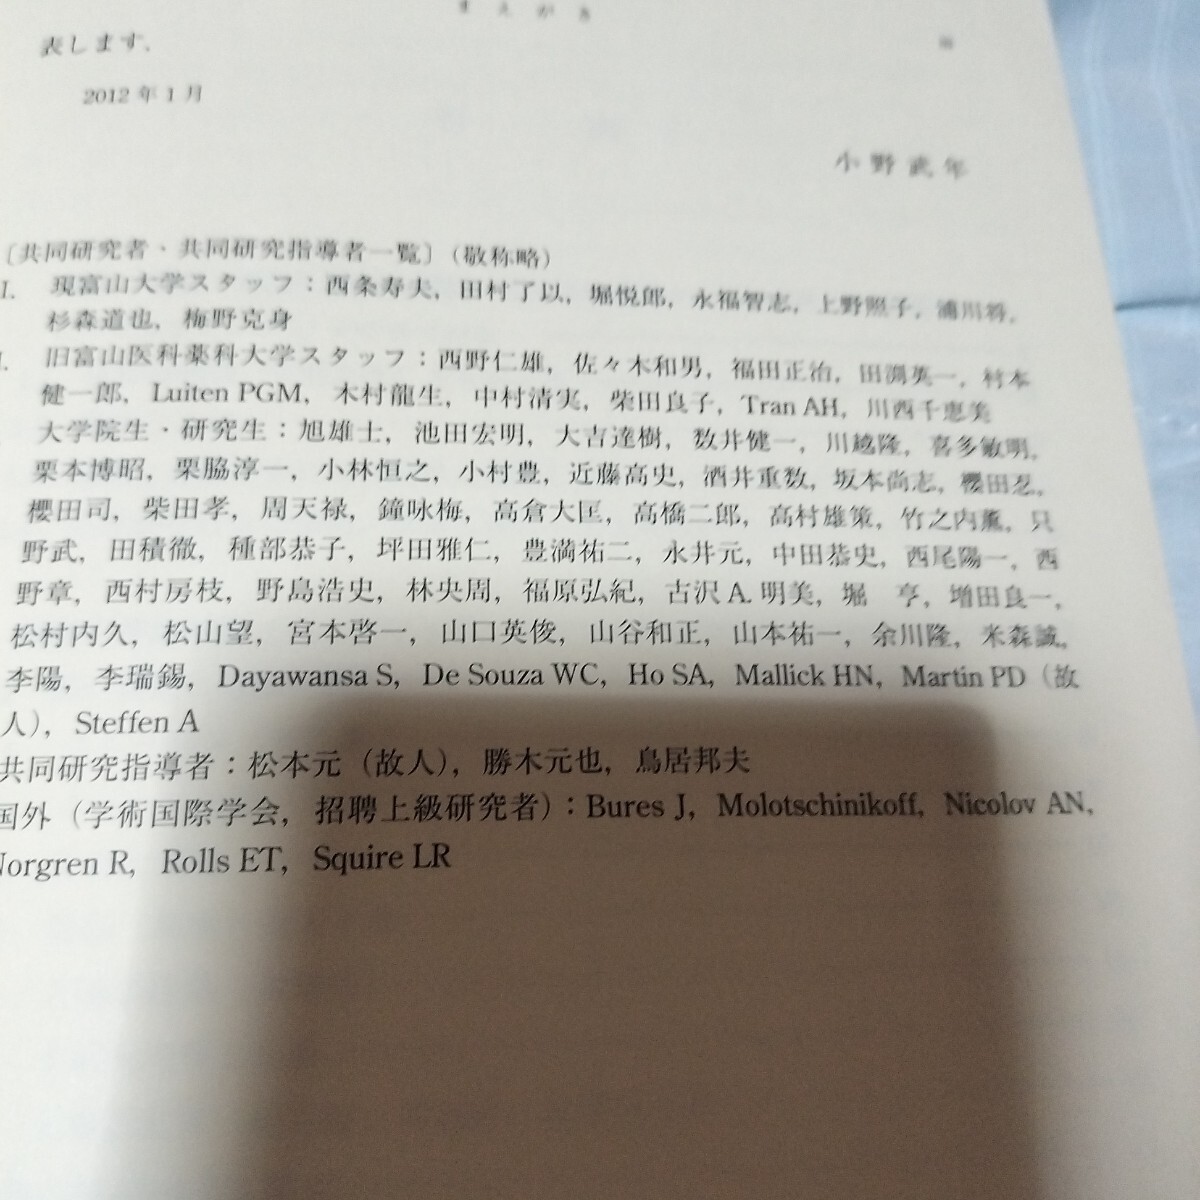 まえがき
表します.
2012 年 1 月
小 野 武 年
〔共同研究者・共同研究指導者一覧〕(敬称略)
I. 現富山大学スタッフ：西条寿夫, 田村了以, 堀悦郎, 永福智志, 上野照子, 浦川将,
杉森道也, 梅野克身
旧富山医科薬科大学スタッフ：西野仁雄, 佐々木和男, 福田正治, 田渕英一, 村本
健一郎, Luiten PGM, 木村龍生, 中村清実, 柴田良子, Tran AH, 川西千恵美
大学院生・研究生：旭雄士, 池田宏明, 大吉達樹, 数井健一, 川越隆, 喜多敏明,
栗本博昭, 栗脇淳一, 小林恒之, 小村豊, 近藤高史, 酒井重数, 坂本尚志, 櫻田忍,
櫻田司, 柴田孝, 周天禄, 鐘咏梅, 高倉大匡, 高橋二郎, 高村雄策, 竹之内薫, 只
野武, 田積徹, 種部恭子, 坪田雅仁, 豊満祐二, 永井元, 中田恭史, 西尾陽一, 西
野章, 西村房枝, 野島浩史, 林央周, 福原弘紀, 古沢 A. 明美, 堀　亨, 増田良一,
松村内久, 松山望, 宮本啓一, 山口英俊, 山谷和正, 山本祐一, 余川隆, 米森誠,
李陽, 李瑞錫, Dayawansa S, De Souza WC, Ho SA, Mallick HN, Martin PD（故
人）, Steffen A
共同研究指導者：松本元（故人）, 勝木元也, 鳥居邦夫
国外（学術国際学会, 招聘上級研究者）：Bures J, Molotschinikoff, Nicolov AN,
Norgren R, Rolls ET, Squire LR